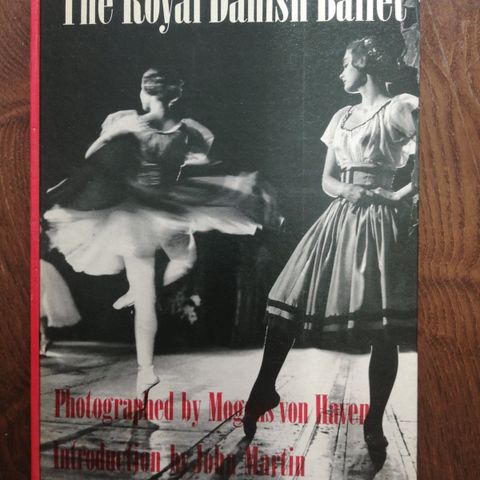 The Royal Danish Ballet
Photographed by Mogens von Haven
Introduction by John Martin